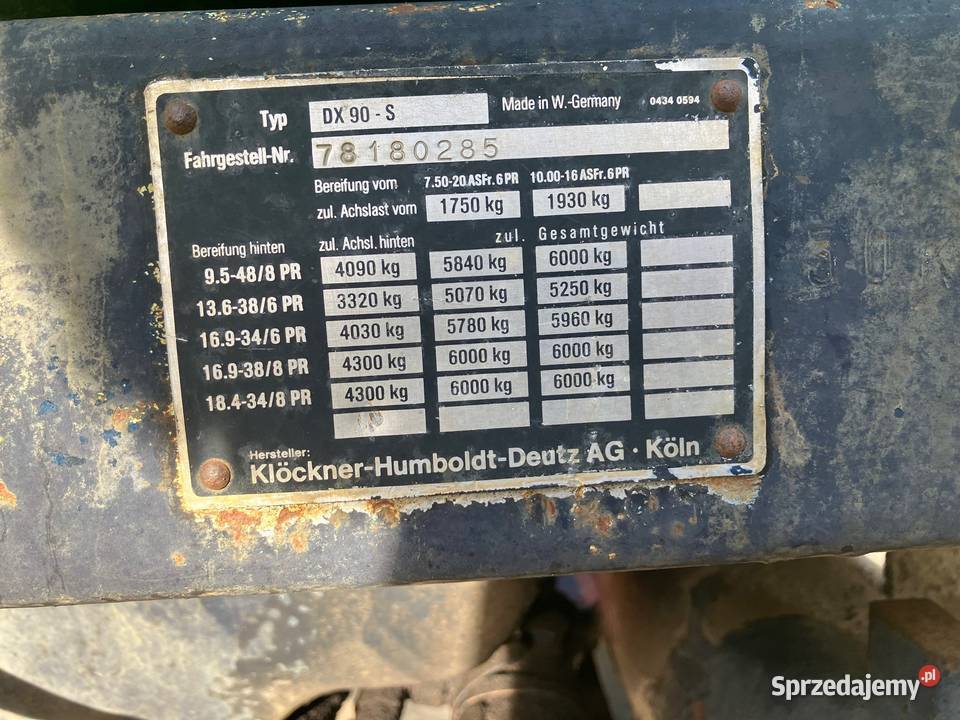 Typ DX 90 - S Made in W.-Germany 0434 0594
Fahrgestell-Nr. 78180285
Bereifung vorn 7.50-20 ASFr. 6 PR 10.00-16 ASFr. 6 PR
zul. Achslast vorn 1750 kg 1930 kg
Bereifung hinten zul. Achsl. hinten zul. Gesamtgewicht
9.5-48/8 PR 4090 kg 5840 kg 6000 kg
13.6-38/6 PR 3320 kg 5070 kg 5250 kg
16.9-34/6 PR 4030 kg 5780 kg 5960 kg
16.9-38/8 PR 4300 kg 6000 kg 6000 kg
18.4-34/8 PR 4300 kg 6000 kg 6000 kg
Hersteller:
Klöckner-Humboldt-Deutz AG · Köln
Sprzedajemy.pl